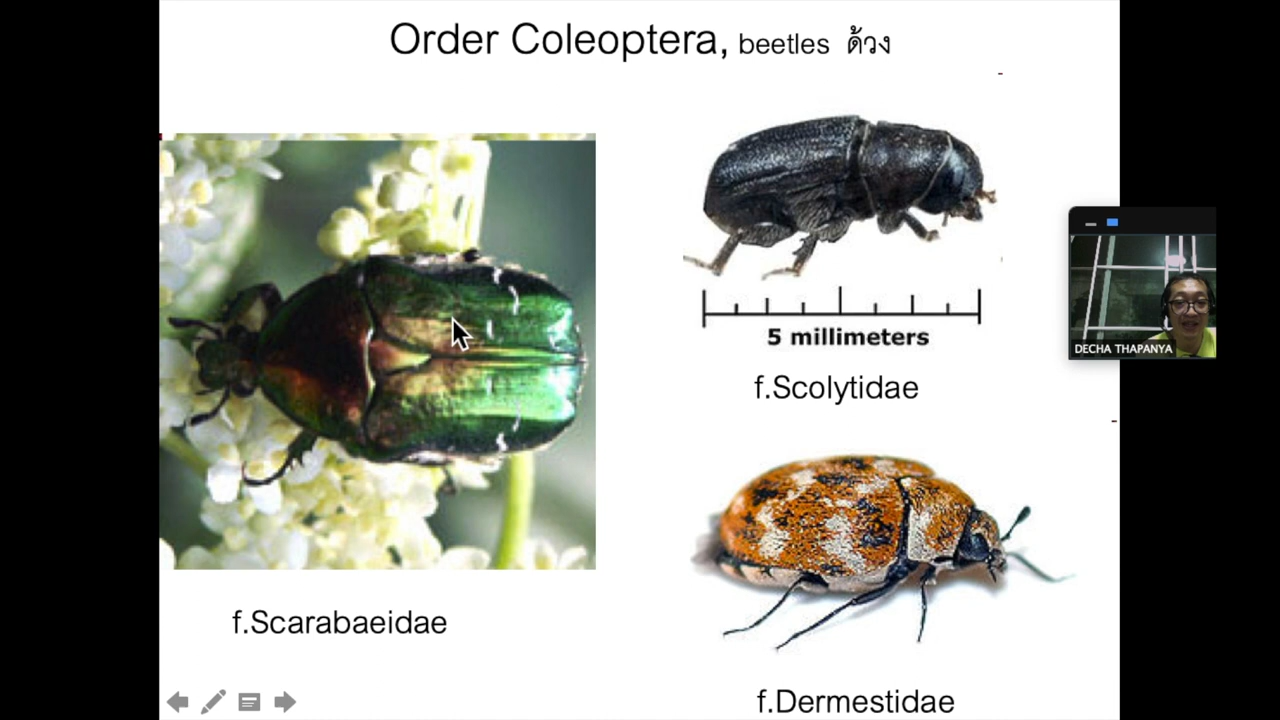 Order Coleoptera, beetles ด้วง
5 millimeters
f.Scolytidae
DECHA THAPANYA
f.Scarabaeidae
f.Dermestidae